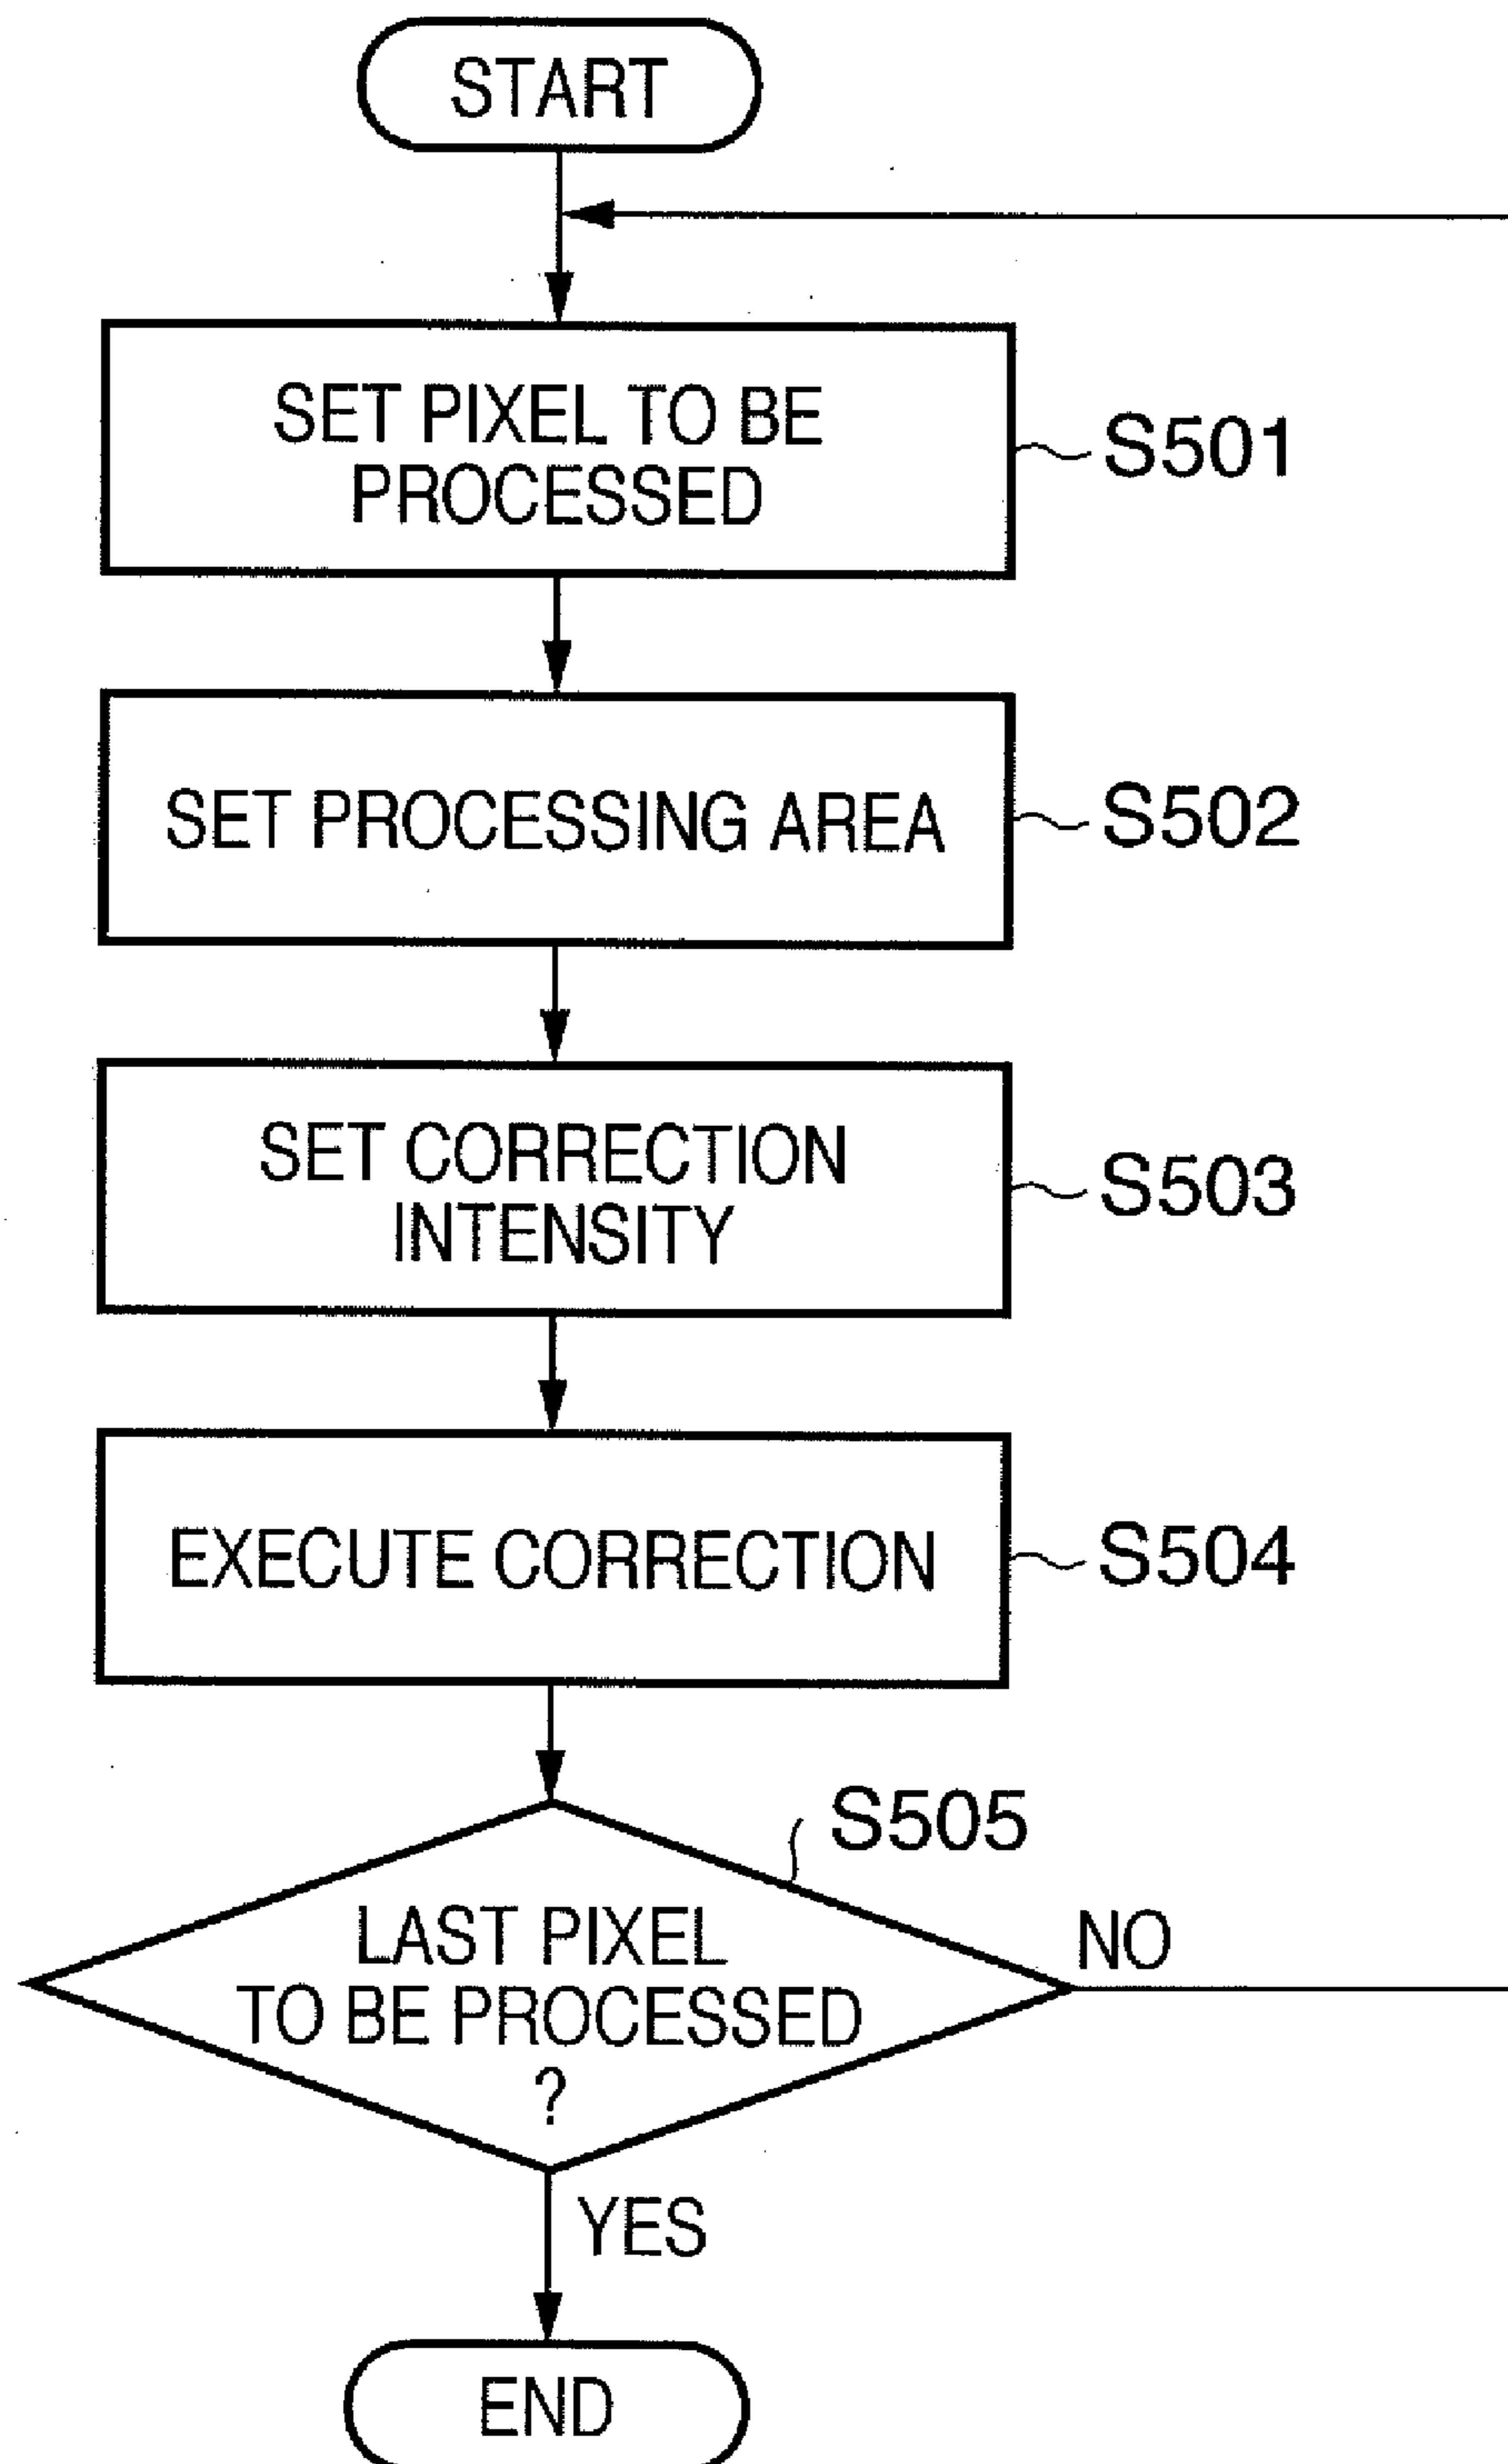 START
SET PIXEL TO BE
PROCESSED
S501
SET PROCESSING AREA
S502
SET CORRECTION
INTENSITY
S503
EXECUTE CORRECTION
S504
S505
LAST PIXEL
TO BE PROCESSED
?
NO
YES
END